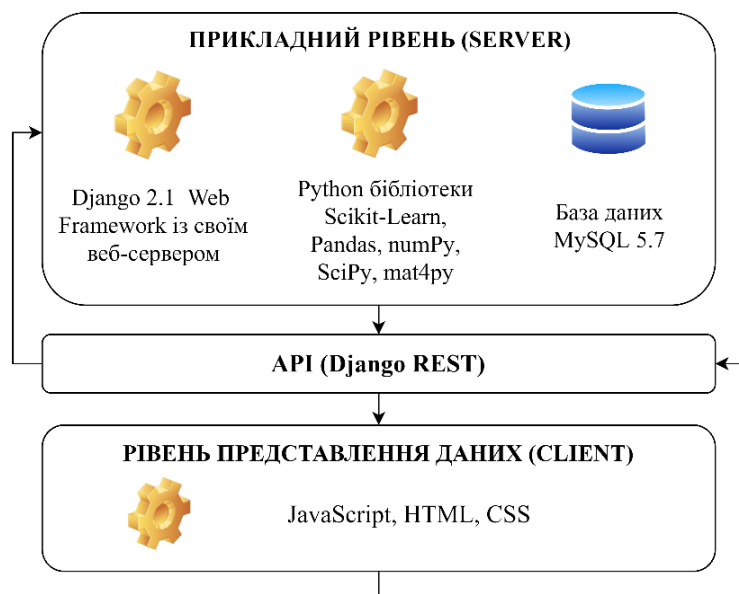 ПРИКЛАДНИЙ РІВЕНЬ (SERVER)
Django 2.1 Web
Framework із своїм
веб-сервером
Python бібліотеки
Scikit-Learn,
Pandas, numPy,
SciPy, mat4py
База даних
MySQL 5.7
API (Django REST)
РІВЕНЬ ПРЕДСТАВЛЕННЯ ДАНИХ (CLIENT)
JavaScript, HTML, CSS